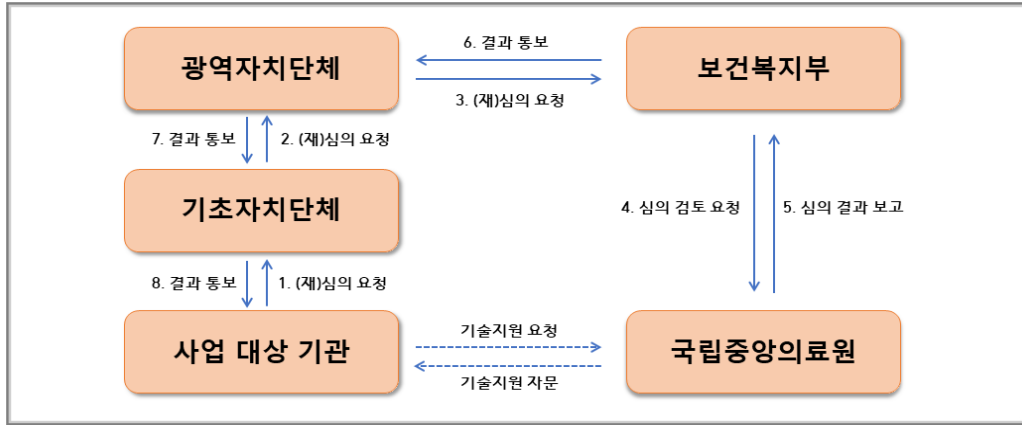 6. 결과 통보
광역자치단체
보건복지부
3. (재)심의 요청
7. 결과 통보
2. (재)심의 요청
기초자치단체
4. 심의 검토 요청
5. 심의 결과 보고
8. 결과 통보
1. (재)심의 요청
기술지원 요청
사업 대상 기관
국립중앙의료원
기술지원 자문